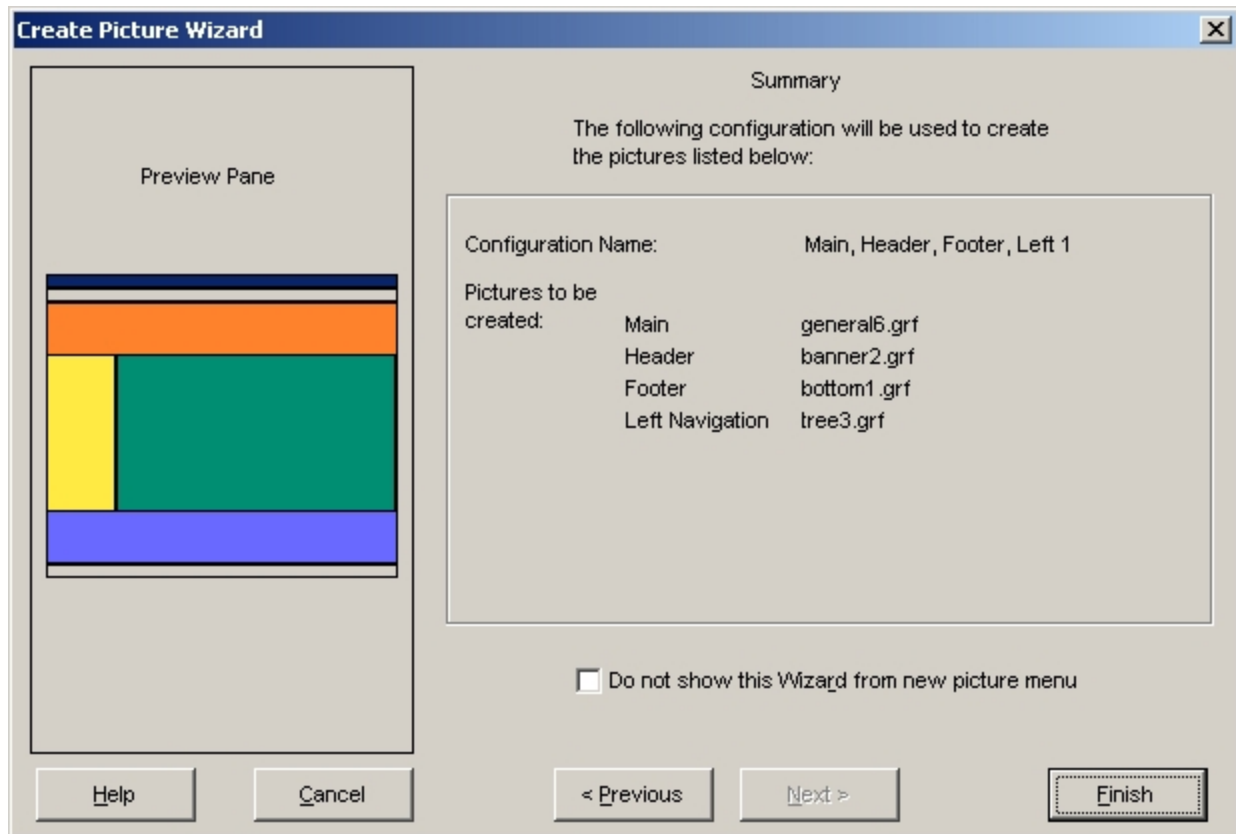 Create Picture Wizard
Preview Pane
Summary
The following configuration will be used to create
the pictures listed below:
Configuration Name: Main, Header, Footer, Left 1
Pictures to be
created:
Main general6.grf
Header banner2.grf
Footer bottom1.grf
Left Navigation tree3.grf
Do not show this Wizard from new picture menu
Help
Cancel
< Previous
Next >
Finish